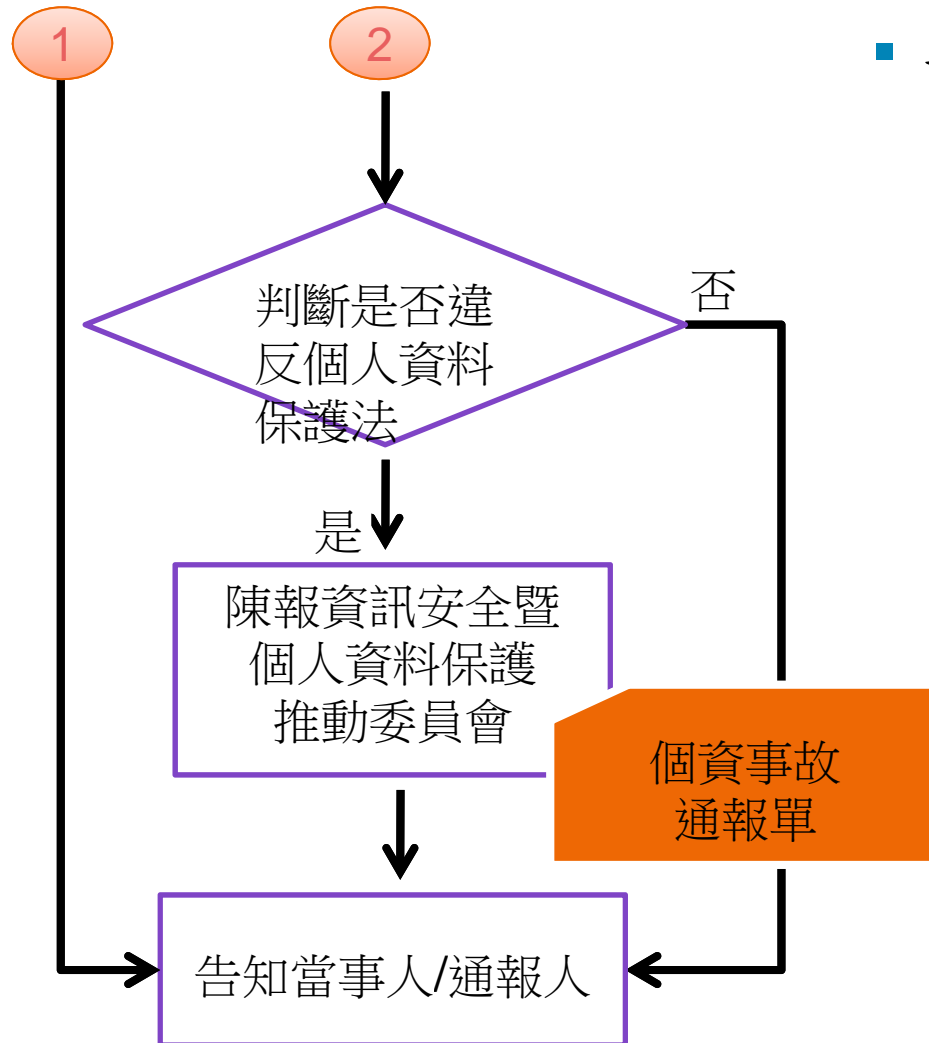 1
2
判斷是否違
反個人資料
保護法
否
是
陳報資訊安全暨
個人資料保護
推動委員會
個資事故
通報單
告知當事人/通報人